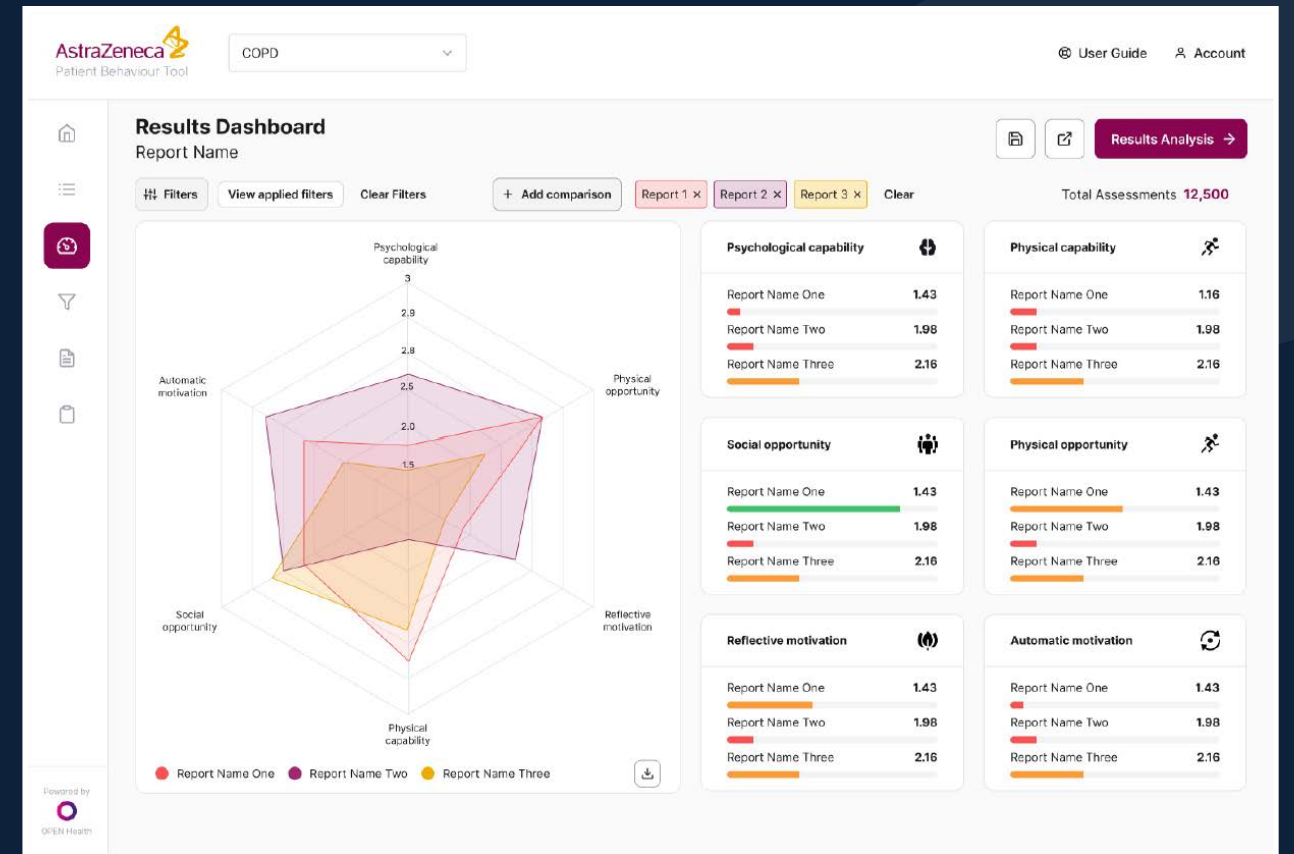 AstraZeneca
Patient Behaviour Tool
COPD
User Guide
Account
Results Dashboard
Report Name
Results Analysis →
Filters
View applied filters
Clear Filters
+ Add comparison
Report 1 ×
Report 2 ×
Report 3 ×
Clear
Total Assessments 12,500
Psychological
capability
3
2.9
2.8
2.5
2.0
1.5
Automatic
motivation
Physical
opportunity
Social
opportunity
Reflective
motivation
Physical
capability
Report Name One
Report Name Two
Report Name Three
Psychological capability
Report Name One 1.43
Report Name Two 1.98
Report Name Three 2.16
Physical capability
Report Name One 1.16
Report Name Two 1.98
Report Name Three 2.16
Social opportunity
Report Name One 1.43
Report Name Two 1.98
Report Name Three 2.16
Physical opportunity
Report Name One 1.43
Report Name Two 1.98
Report Name Three 2.16
Reflective motivation
Report Name One 1.43
Report Name Two 1.98
Report Name Three 2.16
Automatic motivation
Report Name One 1.43
Report Name Two 1.98
Report Name Three 2.16
Powered by
OPEN Health